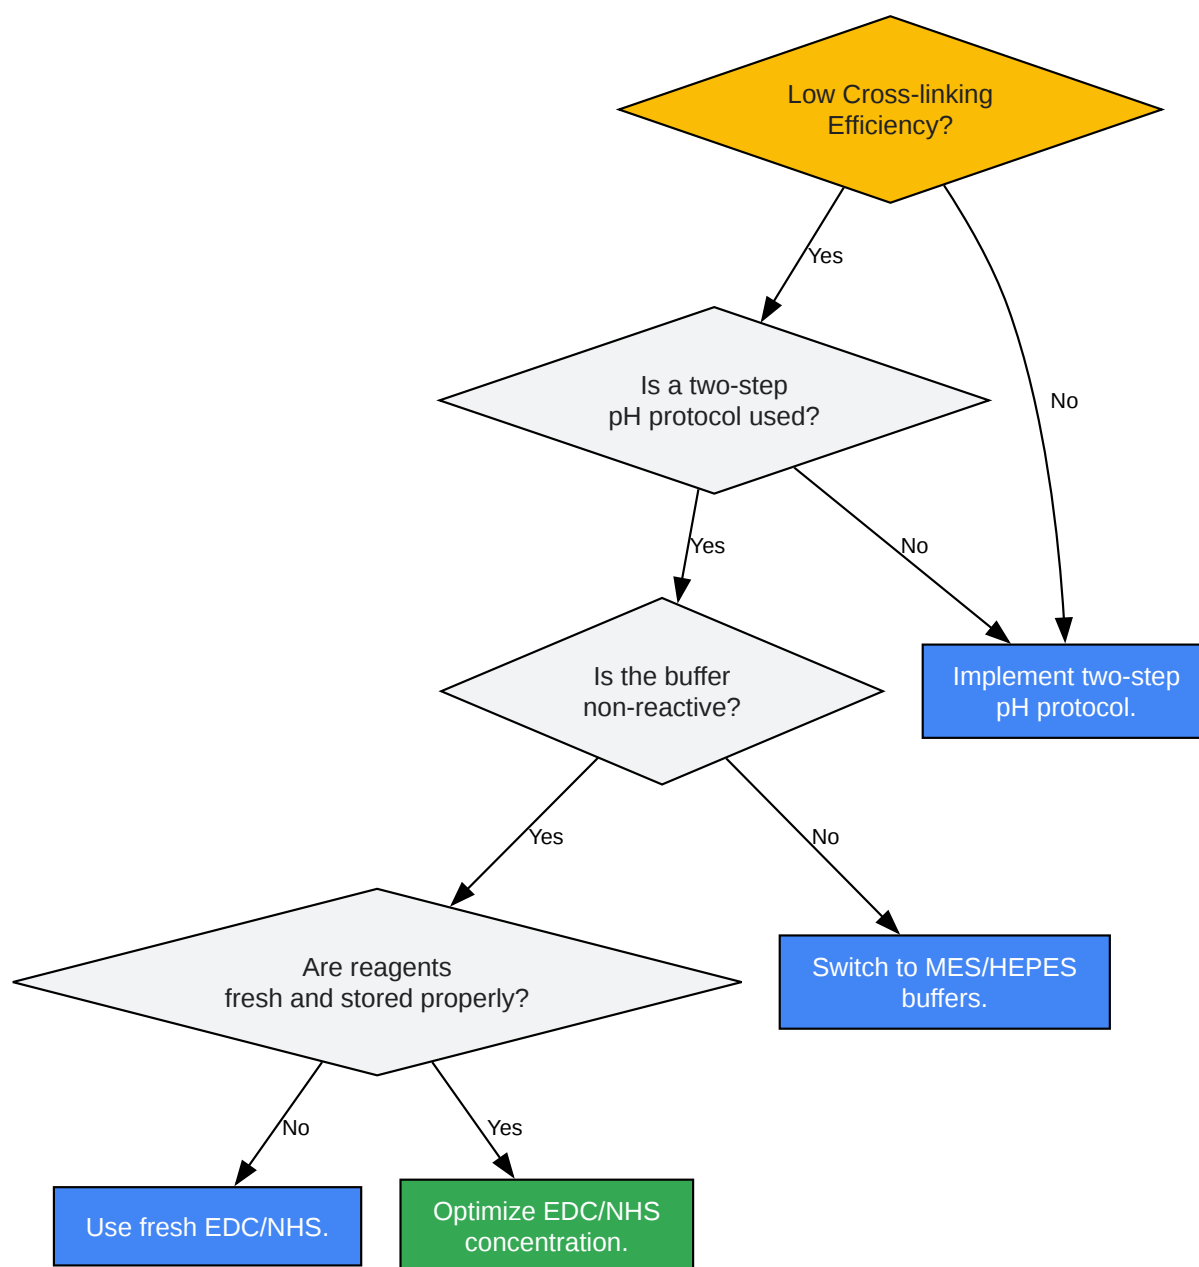 Low Cross-linking
Efficiency?
Yes
Is a two-step
pH protocol used?
No
Yes
No
Is the buffer
non-reactive?
Implement two-step
pH protocol.
Yes
No
Are reagents
fresh and stored properly?
Switch to MES/HEPES
buffers.
No
Yes
Use fresh EDC/NHS.
Optimize EDC/NHS
concentration.